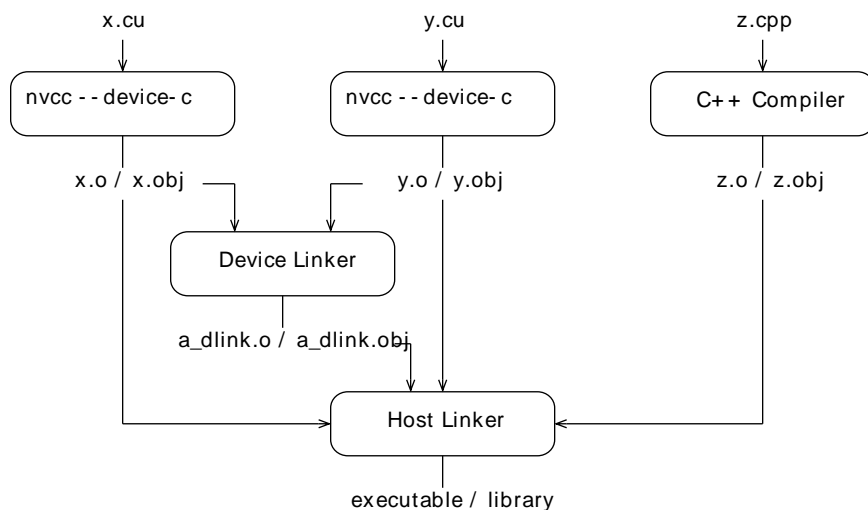 x.cu
y.cu
z.cpp
nvcc --device-c
nvcc --device-c
C++ Compiler
x.o / x.obj
y.o / y.obj
z.o / z.obj
Device Linker
a_dlink.o / a_dlink.obj
Host Linker
executable / library